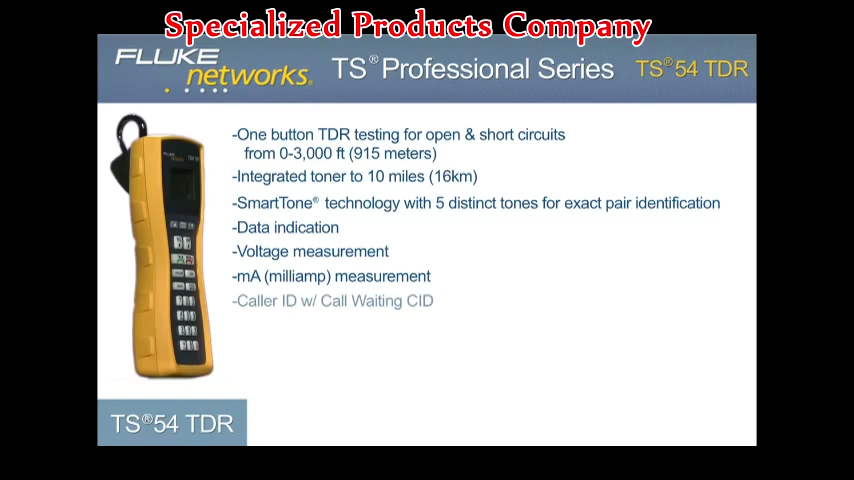 Specialized Products Company
FLUKE
networks®
TS® Professional Series
TS®54 TDR
-One button TDR testing for open & short circuits
from 0-3,000 ft (915 meters)
-Integrated toner to 10 miles (16km)
-SmartTone® technology with 5 distinct tones for exact pair identification
-Data indication
-Voltage measurement
-mA (milliamp) measurement
-Caller ID w/ Call Waiting CID
TS®54 TDR